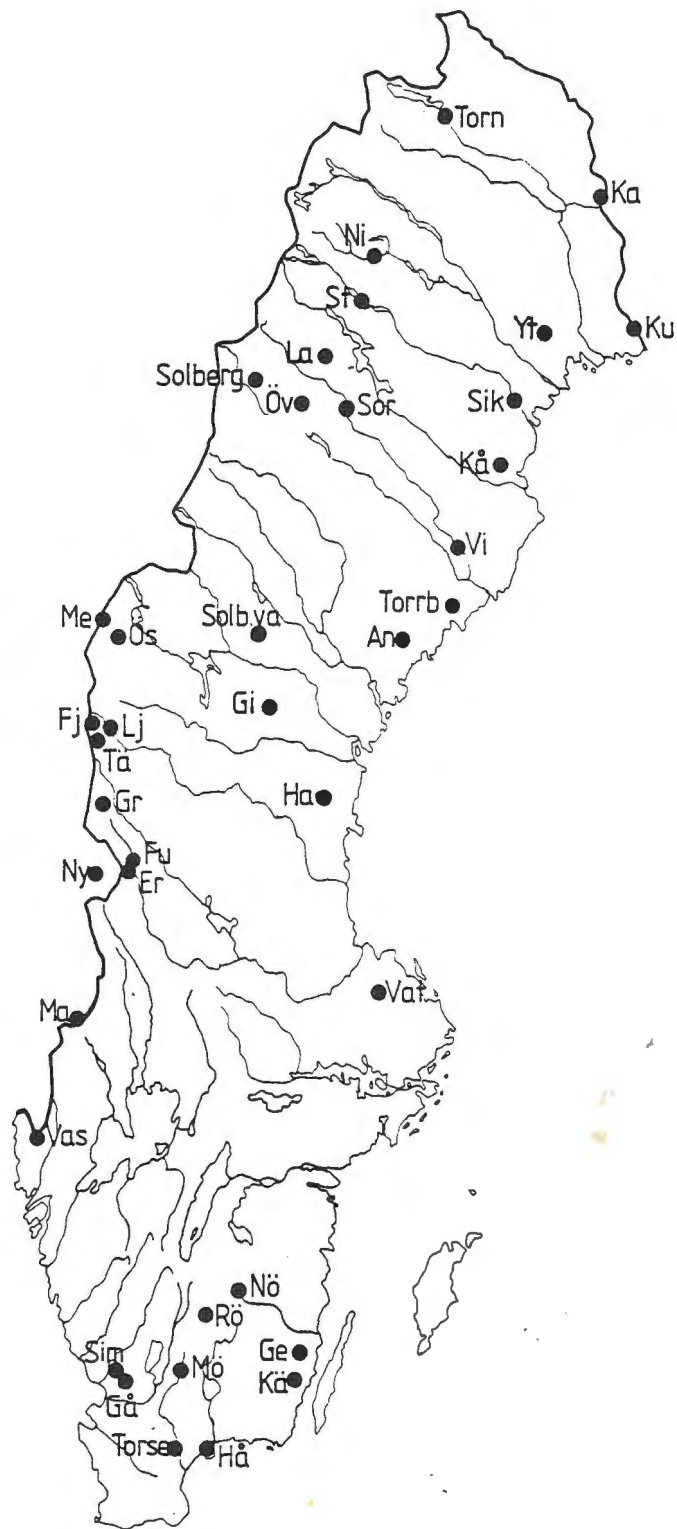 Torn
Ka
Ni
St
Yt
Ku
La
Solberg
Öv
Sör
Sik
Kå
Vi
Torrb
Me
Ös
Solb.va
An
Gi
Fj
Lj
Tä
Ha
Gr
Fu
Ny
Er
Vat
Ma
Vas
Nö
Rö
Ge
Sim
Mö
Kä
Gå
Torse
Hå